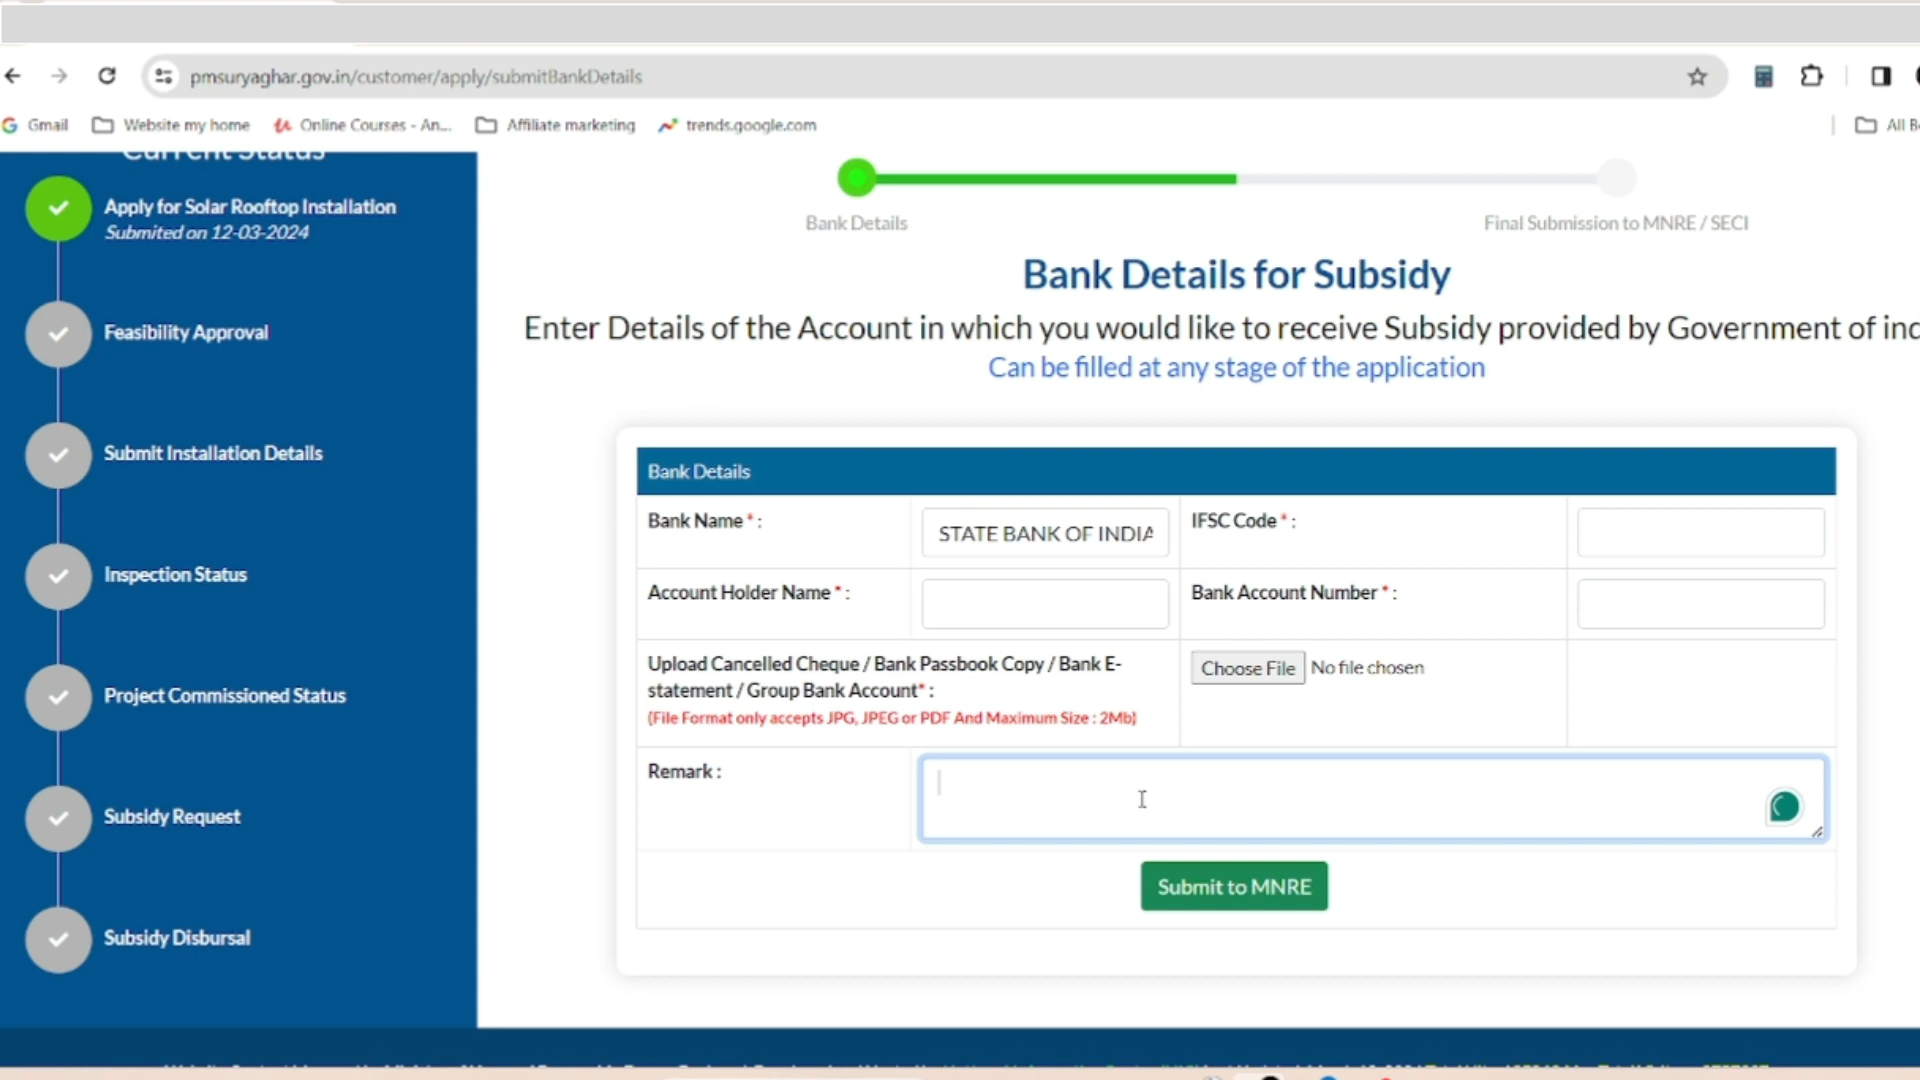 pmsuryaghar.gov.in/customer/apply/submitBankDetails
Gmail Website my home Online Courses - An... Affiliate marketing trends.google.com All B
Current Status
Apply for Solar Rooftop Installation
Submited on 12-03-2024
Feasibility Approval
Submit Installation Details
Inspection Status
Project Commissioned Status
Subsidy Request
Subsidy Disbursal
Bank Details Final Submission to MNRE / SECI
Bank Details for Subsidy
Enter Details of the Account in which you would like to receive Subsidy provided by Government of inc
Can be filled at any stage of the application
Bank Details
Bank Name * : STATE BANK OF INDIA IFSC Code * :
Account Holder Name * : Bank Account Number * :
Upload Cancelled Cheque / Bank Passbook Copy / Bank E-
statement / Group Bank Account* :
(File Format only accepts JPG, JPEG or PDF And Maximum Size : 2Mb)
Choose File No file chosen
Remark :
Submit to MNRE